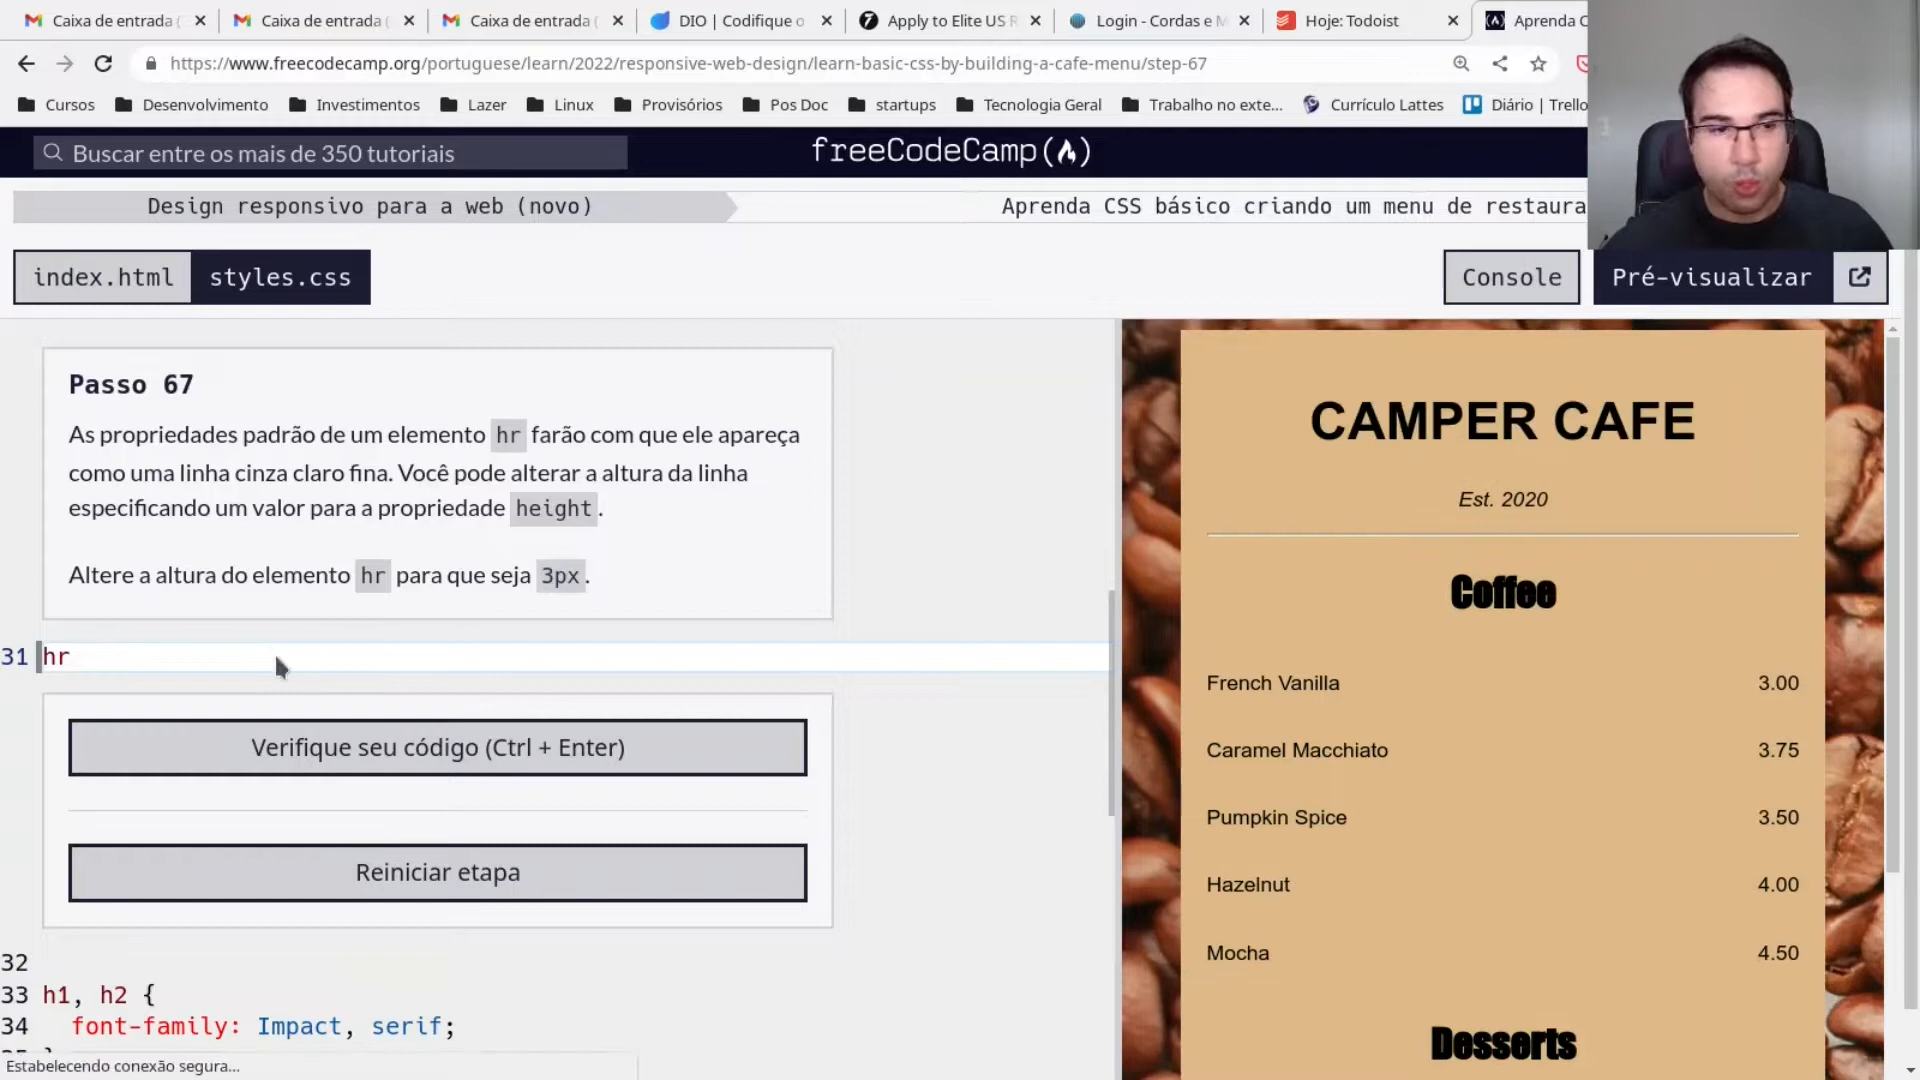 Caixa de entrada (
Caixa de entrada (
Caixa de entrada (
DIO | Codifique o
Apply to Elite US R
Login - Cordas e M
Hoje: Todoist
Aprenda C
https://www.freecodecamp.org/portuguese/learn/2022/responsive-web-design/learn-basic-css-by-building-a-cafe-menu/step-67
Cursos
Desenvolvimento
Investimentos
Lazer
Linux
Provisórios
Pos Doc
startups
Tecnologia Geral
Trabalho no exte...
Currículo Lattes
Diário | Trello
Buscar entre os mais de 350 tutoriais
freeCodeCamp
Design responsivo para a web (novo)
Aprenda CSS básico criando um menu de restaura
index.html
styles.css
Console
Pré-visualizar
Passo 67
As propriedades padrão de um elemento hr farão com que ele apareça
como uma linha cinza claro fina. Você pode alterar a altura da linha
especificando um valor para a propriedade height.
Altere a altura do elemento hr para que seja 3px.
31 hr
Verifique seu código (Ctrl + Enter)
Reiniciar etapa
32
33 h1, h2 {
34 font-family: Impact, serif;
Estabelecendo conexão segura...
CAMPER CAFE
Est. 2020
Coffee
French Vanilla 3.00
Caramel Macchiato 3.75
Pumpkin Spice 3.50
Hazelnut 4.00
Mocha 4.50
Desserts